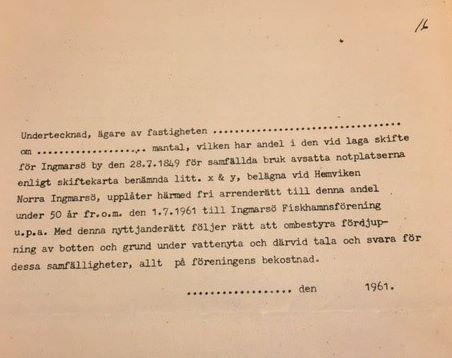 16
Undertecknad, ägare av fastigheten ...................................
om .................... mantal, vilken har andel i den vid laga skifte
för Ingmarsö by den 28.7.1849 för samfällda bruk avsatta notplatserna
enligt skiftekarta benämnda litt. x & y, belägna vid Hemviken
Norra Ingmarsö, upplåter härmed fri arrenderätt till denna andel
under 50 år fr.o.m. den 1.7.1961 till Ingmarsö Fiskhamnsförening
u.p.a. Med denna nyttjanderätt följer rätt att ombestyra fördjup-
ning av botten och grund under vattenyta och därvid tala och svara för
dessa samfälligheter, allt på föreningens bekostnad.
.................. den 1961.